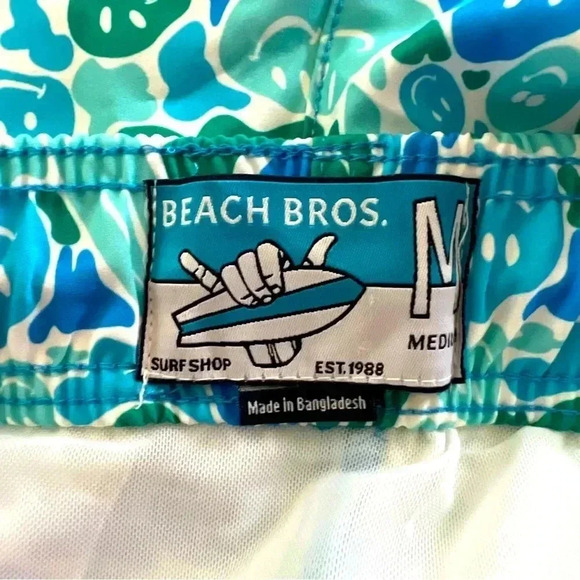 BEACH BROS.
M
SURF SHOP EST. 1988
Made in Bangladesh